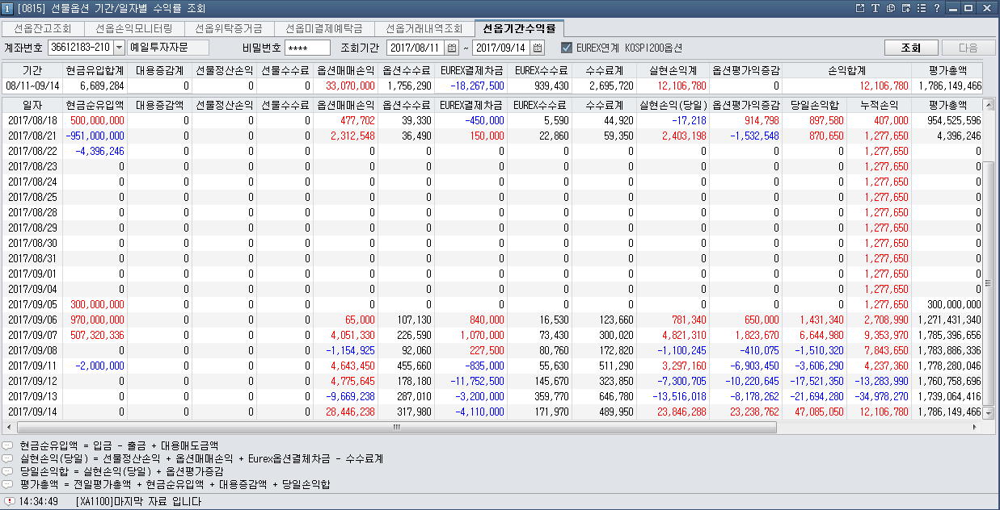 1 [0815] 선물옵션 기간/일자별 수익률 조회 T ?
선옵잔고조회 선옵손익모니터링 선옵위탁증거금 선옵미결제예탁금 선옵거래내역조회 선옵기간수익률
계좌번호 36612183-210 예일투자자문 비밀번호 **** 조회기간 2017/08/11 ~ 2017/09/14 EUREX연계 KOSPI200옵션 조회 다음
기간 현금유입합계 대용증감계 선물정산손익 선물수수료 옵션매매손익 옵션수수료 EUREX결제차금 EUREX수수료 수수료계 실현손익계 옵션평가익증감 손익합계 평가총액
08/11~09/14 6,689,284 0 0 0 33,070,000 1,756,290 -18,267,500 939,430 2,695,720 12,106,780 0 12,106,780 1,786,149,466
일자 현금순유입액 대용증감액 선물정산손익 선물수수료 옵션매매손익 옵션수수료 EUREX결제차금 EUREX수수료 수수료계 실현손익(당일) 옵션평가익증감 당일손익합 누적손익 평가총액
2017/08/18 500,000,000 0 0 0 477,702 39,330 -450,000 5,590 44,920 -17,218 914,798 897,580 407,000 954,525,596
2017/08/21 -951,000,000 0 0 0 2,312,548 36,490 150,000 22,860 59,350 2,403,198 -1,532,548 870,650 1,277,650 4,396,246
2017/08/22 -4,396,246 0 0 0 0 0 0 0 0 0 0 0 1,277,650 0
2017/08/23 0 0 0 0 0 0 0 0 0 0 0 0 1,277,650 0
2017/08/24 0 0 0 0 0 0 0 0 0 0 0 0 1,277,650 0
2017/08/25 0 0 0 0 0 0 0 0 0 0 0 0 1,277,650 0
2017/08/28 0 0 0 0 0 0 0 0 0 0 0 0 1,277,650 0
2017/08/29 0 0 0 0 0 0 0 0 0 0 0 0 1,277,650 0
2017/08/30 0 0 0 0 0 0 0 0 0 0 0 0 1,277,650 0
2017/08/31 0 0 0 0 0 0 0 0 0 0 0 0 1,277,650 0
2017/09/01 0 0 0 0 0 0 0 0 0 0 0 0 1,277,650 0
2017/09/04 0 0 0 0 0 0 0 0 0 0 0 0 1,277,650 0
2017/09/05 300,000,000 0 0 0 0 0 0 0 0 0 0 0 1,277,650 300,000,000
2017/09/06 970,000,000 0 0 0 65,000 107,130 840,000 16,530 123,660 781,340 650,000 1,431,340 2,708,990 1,271,431,340
2017/09/07 507,320,336 0 0 0 4,051,330 226,590 1,070,000 73,430 300,020 4,821,310 1,823,670 6,644,980 9,353,970 1,785,396,656
2017/09/08 0 0 0 0 -1,154,925 92,060 227,500 80,760 172,820 -1,100,245 -410,075 -1,510,320 7,843,650 1,783,886,336
2017/09/11 -2,000,000 0 0 0 4,643,450 455,660 -835,000 55,630 511,290 3,297,160 -6,903,450 -3,606,290 4,237,360 1,778,280,046
2017/09/12 0 0 0 0 4,775,645 178,180 -11,752,500 145,670 323,850 -7,300,705 -10,220,645 -17,521,350 -13,283,990 1,760,758,696
2017/09/13 0 0 0 0 -9,669,238 287,010 -3,200,000 359,770 646,780 -13,516,018 -8,178,262 -21,694,280 -34,978,270 1,739,064,416
2017/09/14 0 0 0 0 28,446,238 317,980 -4,110,000 171,970 489,950 23,846,288 23,238,762 47,085,050 12,106,780 1,786,149,466
현금순유입액 = 입금 - 출금 + 대용매도금액
실현손익(당일) = 선물정산손익 + 옵션매매손익 + Eurex옵션결제차금 - 수수료계
당일손익합 = 실현손익(당일) + 옵션평가증감
평가총액 = 전일평가총액 + 현금순유입액 + 대용증감액 + 당일손익합
14:34:49 [XA1100]마지막 자료 입니다